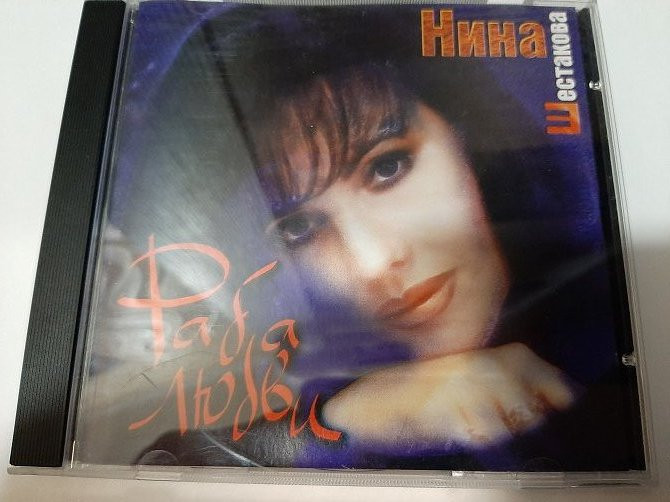 Нина
Шестакова
Раба
любви